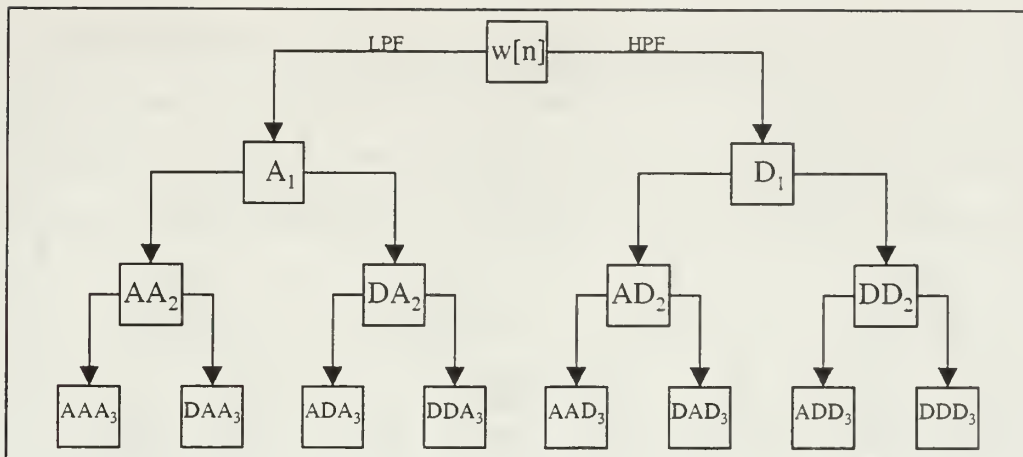 LPF w[n] HPF
A₁ D₁
AA₂ DA₂ AD₂ DD₂
AAA₃ DAA₃ ADA₃ DDA₃ AAD₃ DAD₃ ADD₃ DDD₃